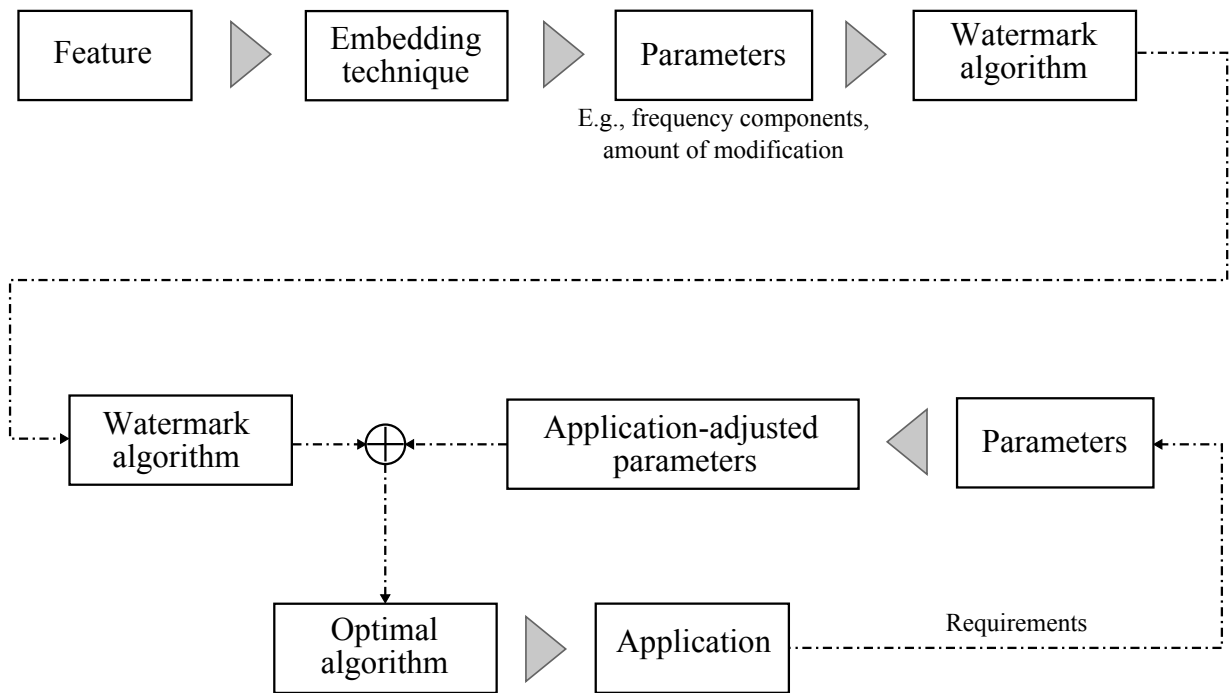 Feature
Embedding
technique
Parameters
E.g., frequency components,
amount of modification
Watermark
algorithm
Watermark
algorithm
Application-adjusted
parameters
Parameters
Optimal
algorithm
Application
Requirements